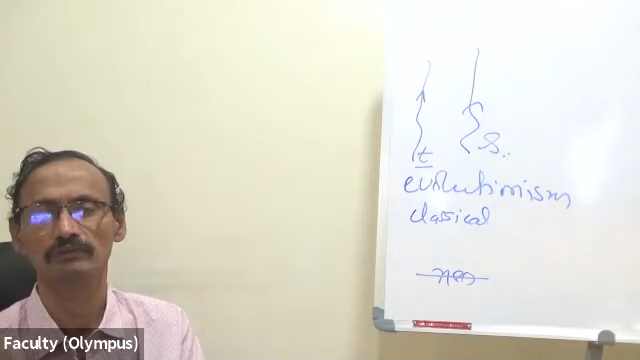 t
S.
evolutionism
classical
Faculty (Olympus)